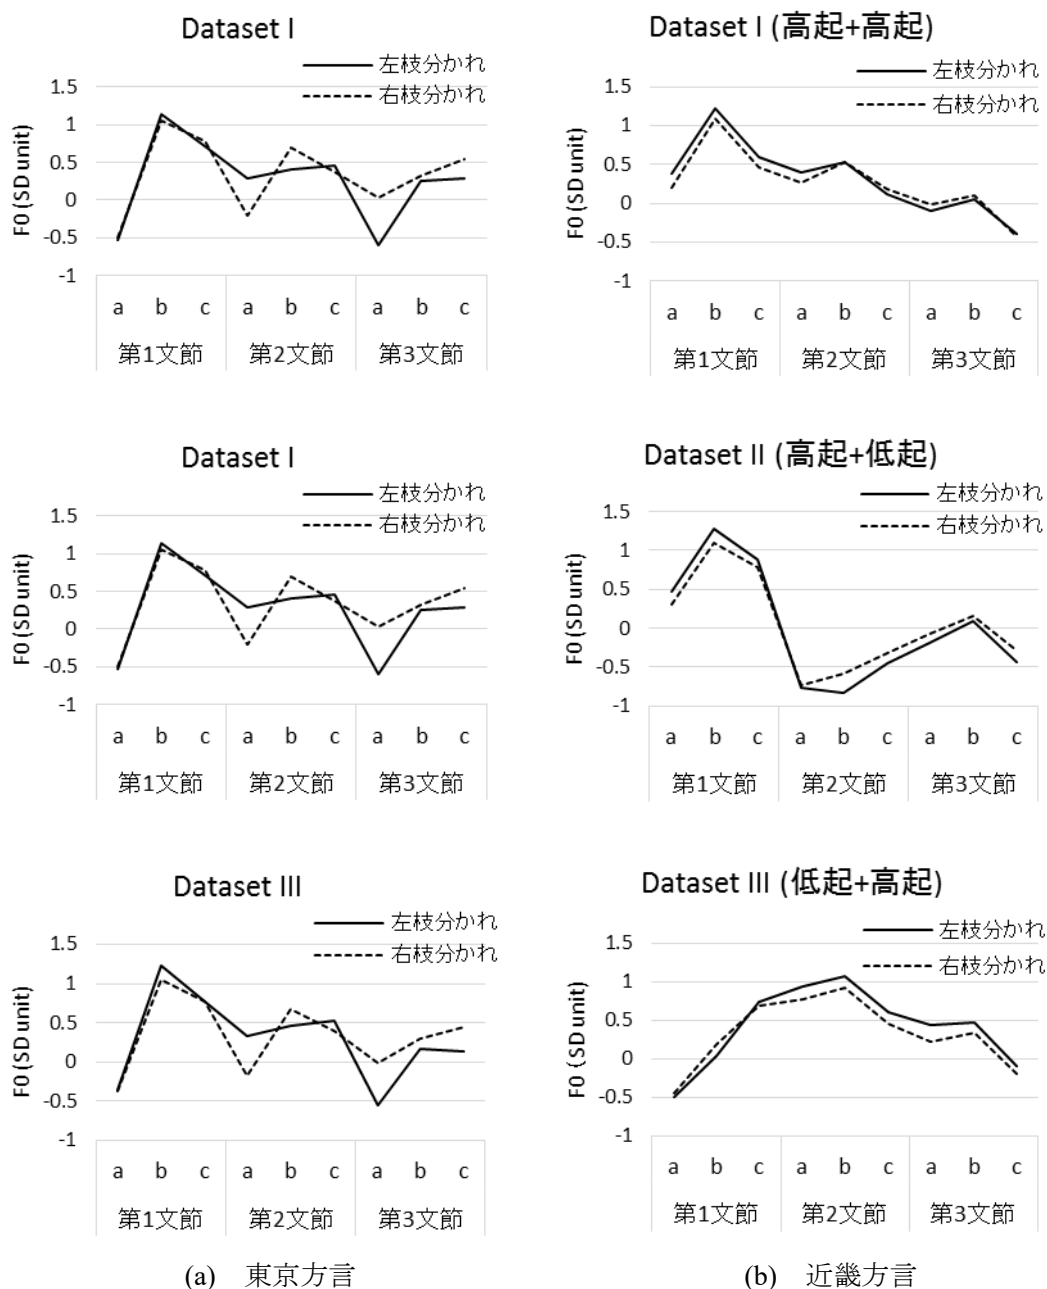 Dataset I
左枝分かれ
右枝分かれ
F0 (SD unit)
1.5
1
0.5
0
-0.5
-1
a b c a b c a b c
第1文節 第2文節 第3文節
Dataset I (高起+高起)
左枝分かれ
右枝分かれ
F0 (SD unit)
1.5
1
0.5
0
-0.5
-1
a b c a b c a b c
第1文節 第2文節 第3文節
Dataset I
左枝分かれ
右枝分かれ
F0 (SD unit)
1.5
1
0.5
0
-0.5
-1
a b c a b c a b c
第1文節 第2文節 第3文節
Dataset II (高起+低起)
左枝分かれ
右枝分かれ
F0 (SD unit)
1.5
1
0.5
0
-0.5
-1
a b c a b c a b c
第1文節 第2文節 第3文節
Dataset III
左枝分かれ
右枝分かれ
F0 (SD unit)
1.5
1
0.5
0
-0.5
-1
a b c a b c a b c
第1文節 第2文節 第3文節
Dataset III (低起+高起)
左枝分かれ
右枝分かれ
F0 (SD unit)
1.5
1
0.5
0
-0.5
-1
a b c a b c a b c
第1文節 第2文節 第3文節
(a) 東京方言
(b) 近畿方言